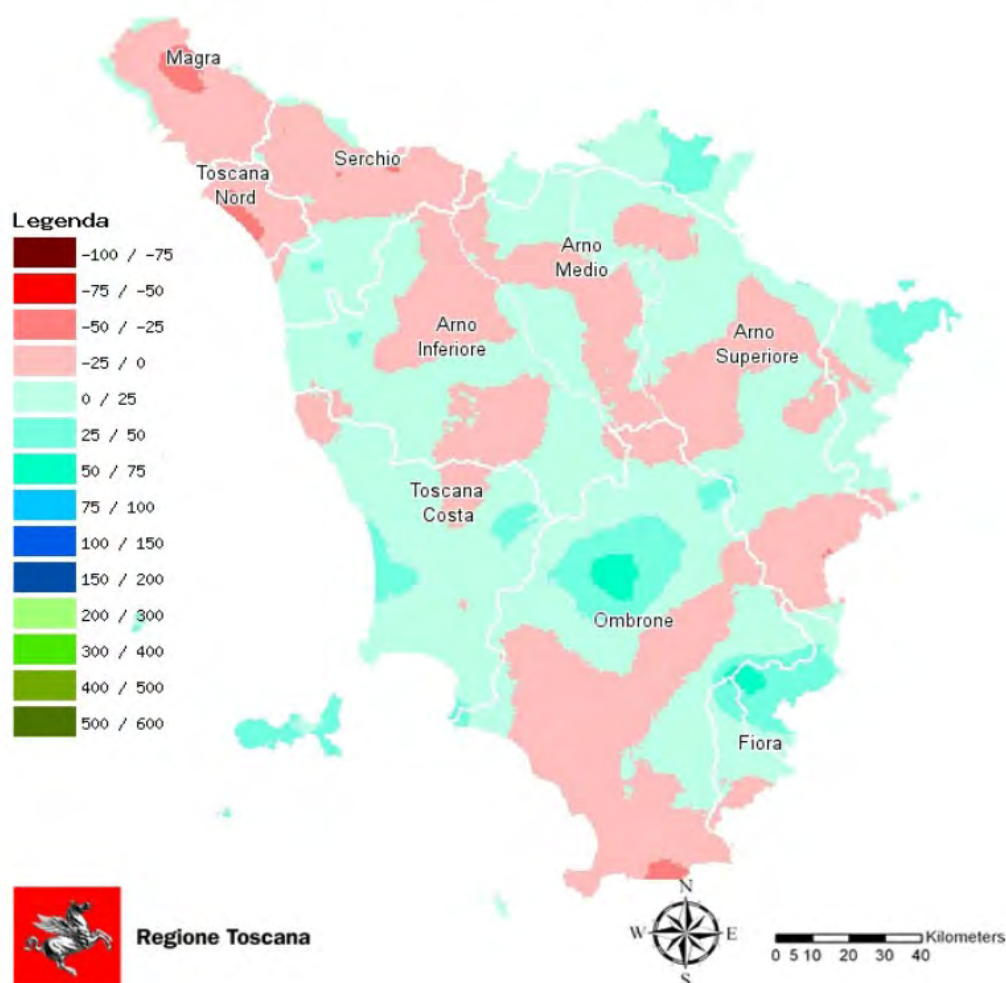 Magra
Serchio
Toscana
Nord
Legenda
-100 / -75
-75 / -50
-50 / -25
-25 / 0
0 / 25
25 / 50
50 / 75
75 / 100
100 / 150
150 / 200
200 / 300
300 / 400
400 / 500
500 / 600
Arno
Medio
Arno
Inferiore
Arno
Superiore
Toscana
Costa
Ombrone
Fiora
Regione Toscana
N
W E
S
Kilometers
0 5 10 20 30 40